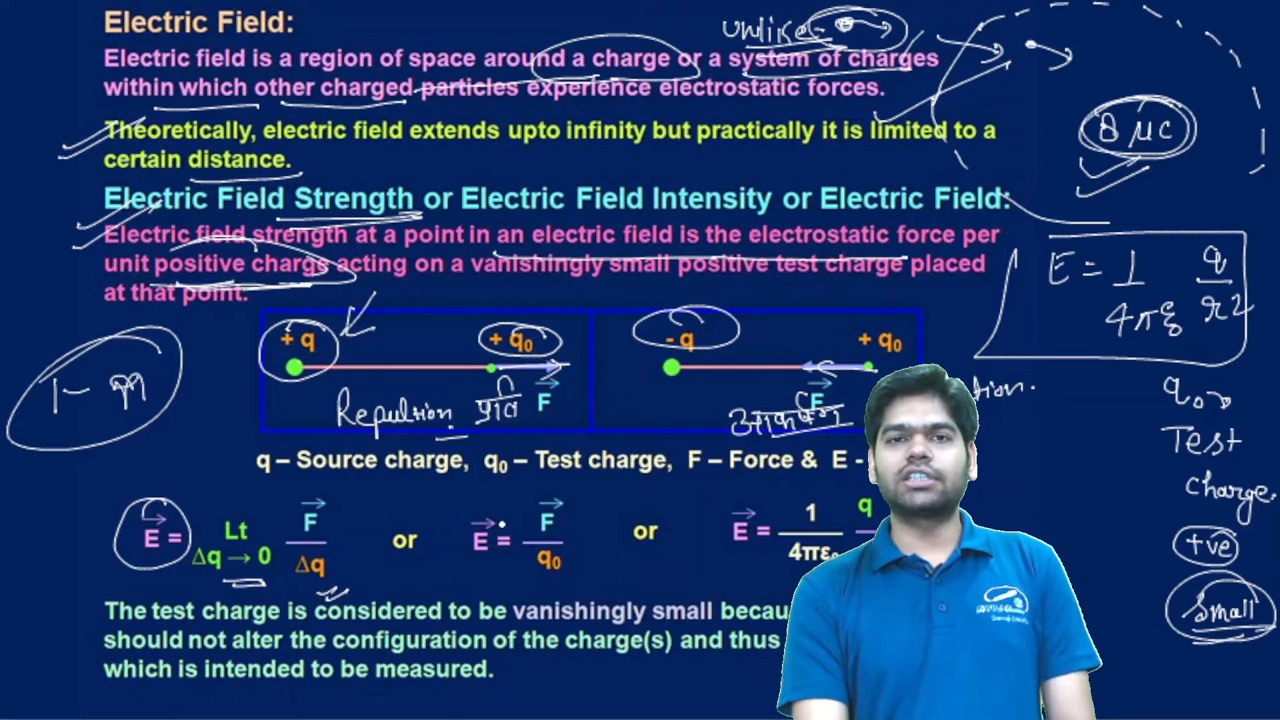 Electric Field:
unlike-
Electric field is a region of space around a charge or a system of charges
within which other charged particles experience electrostatic forces.
Theoretically, electric field extends upto infinity but practically it is limited to a
certain distance.
8 μc
Electric Field Strength or Electric Field Intensity or Electric Field:
Electric field strength at a point in an electric field is the electrostatic force per
unit positive charge acting on a vanishingly small positive test charge placed
at that point.
E = 1/4πε0 q/r2
+ q + q0 F
- q + q0 F
Repulsion
tion.
q0→
Test
charge.
+ve
small
q – Source charge, q0 – Test charge, F – Force & E -
E = Lt Δq → 0 F/Δq or E = F/q0 or E = 1/4πε0 q
The test charge is considered to be vanishingly small
should not alter the configuration of the charge(s) and thus
which is intended to be measured.